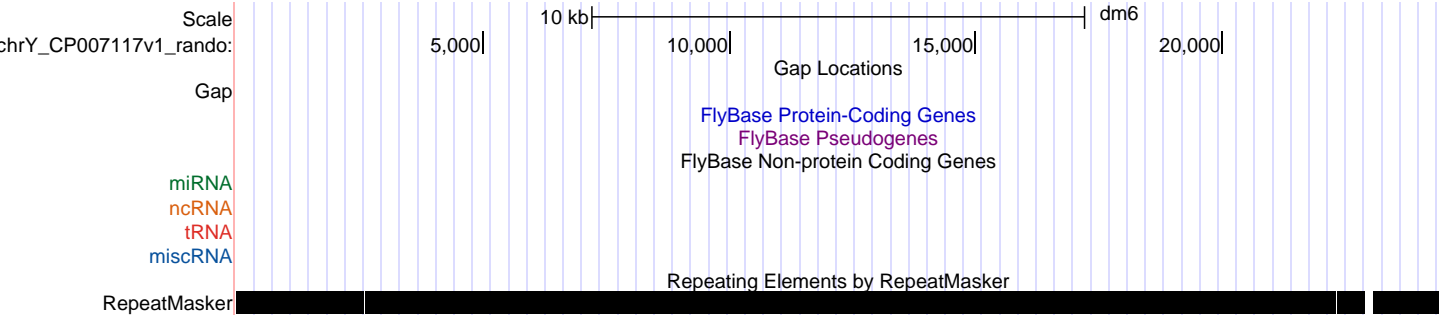 Scale 10 kb dm6
chrY_CP007117v1_rando: 5,000 10,000 15,000 20,000
Gap Locations
Gap
FlyBase Protein-Coding Genes
FlyBase Pseudogenes
FlyBase Non-protein Coding Genes
miRNA
ncRNA
tRNA
miscRNA
Repeating Elements by RepeatMasker
RepeatMasker